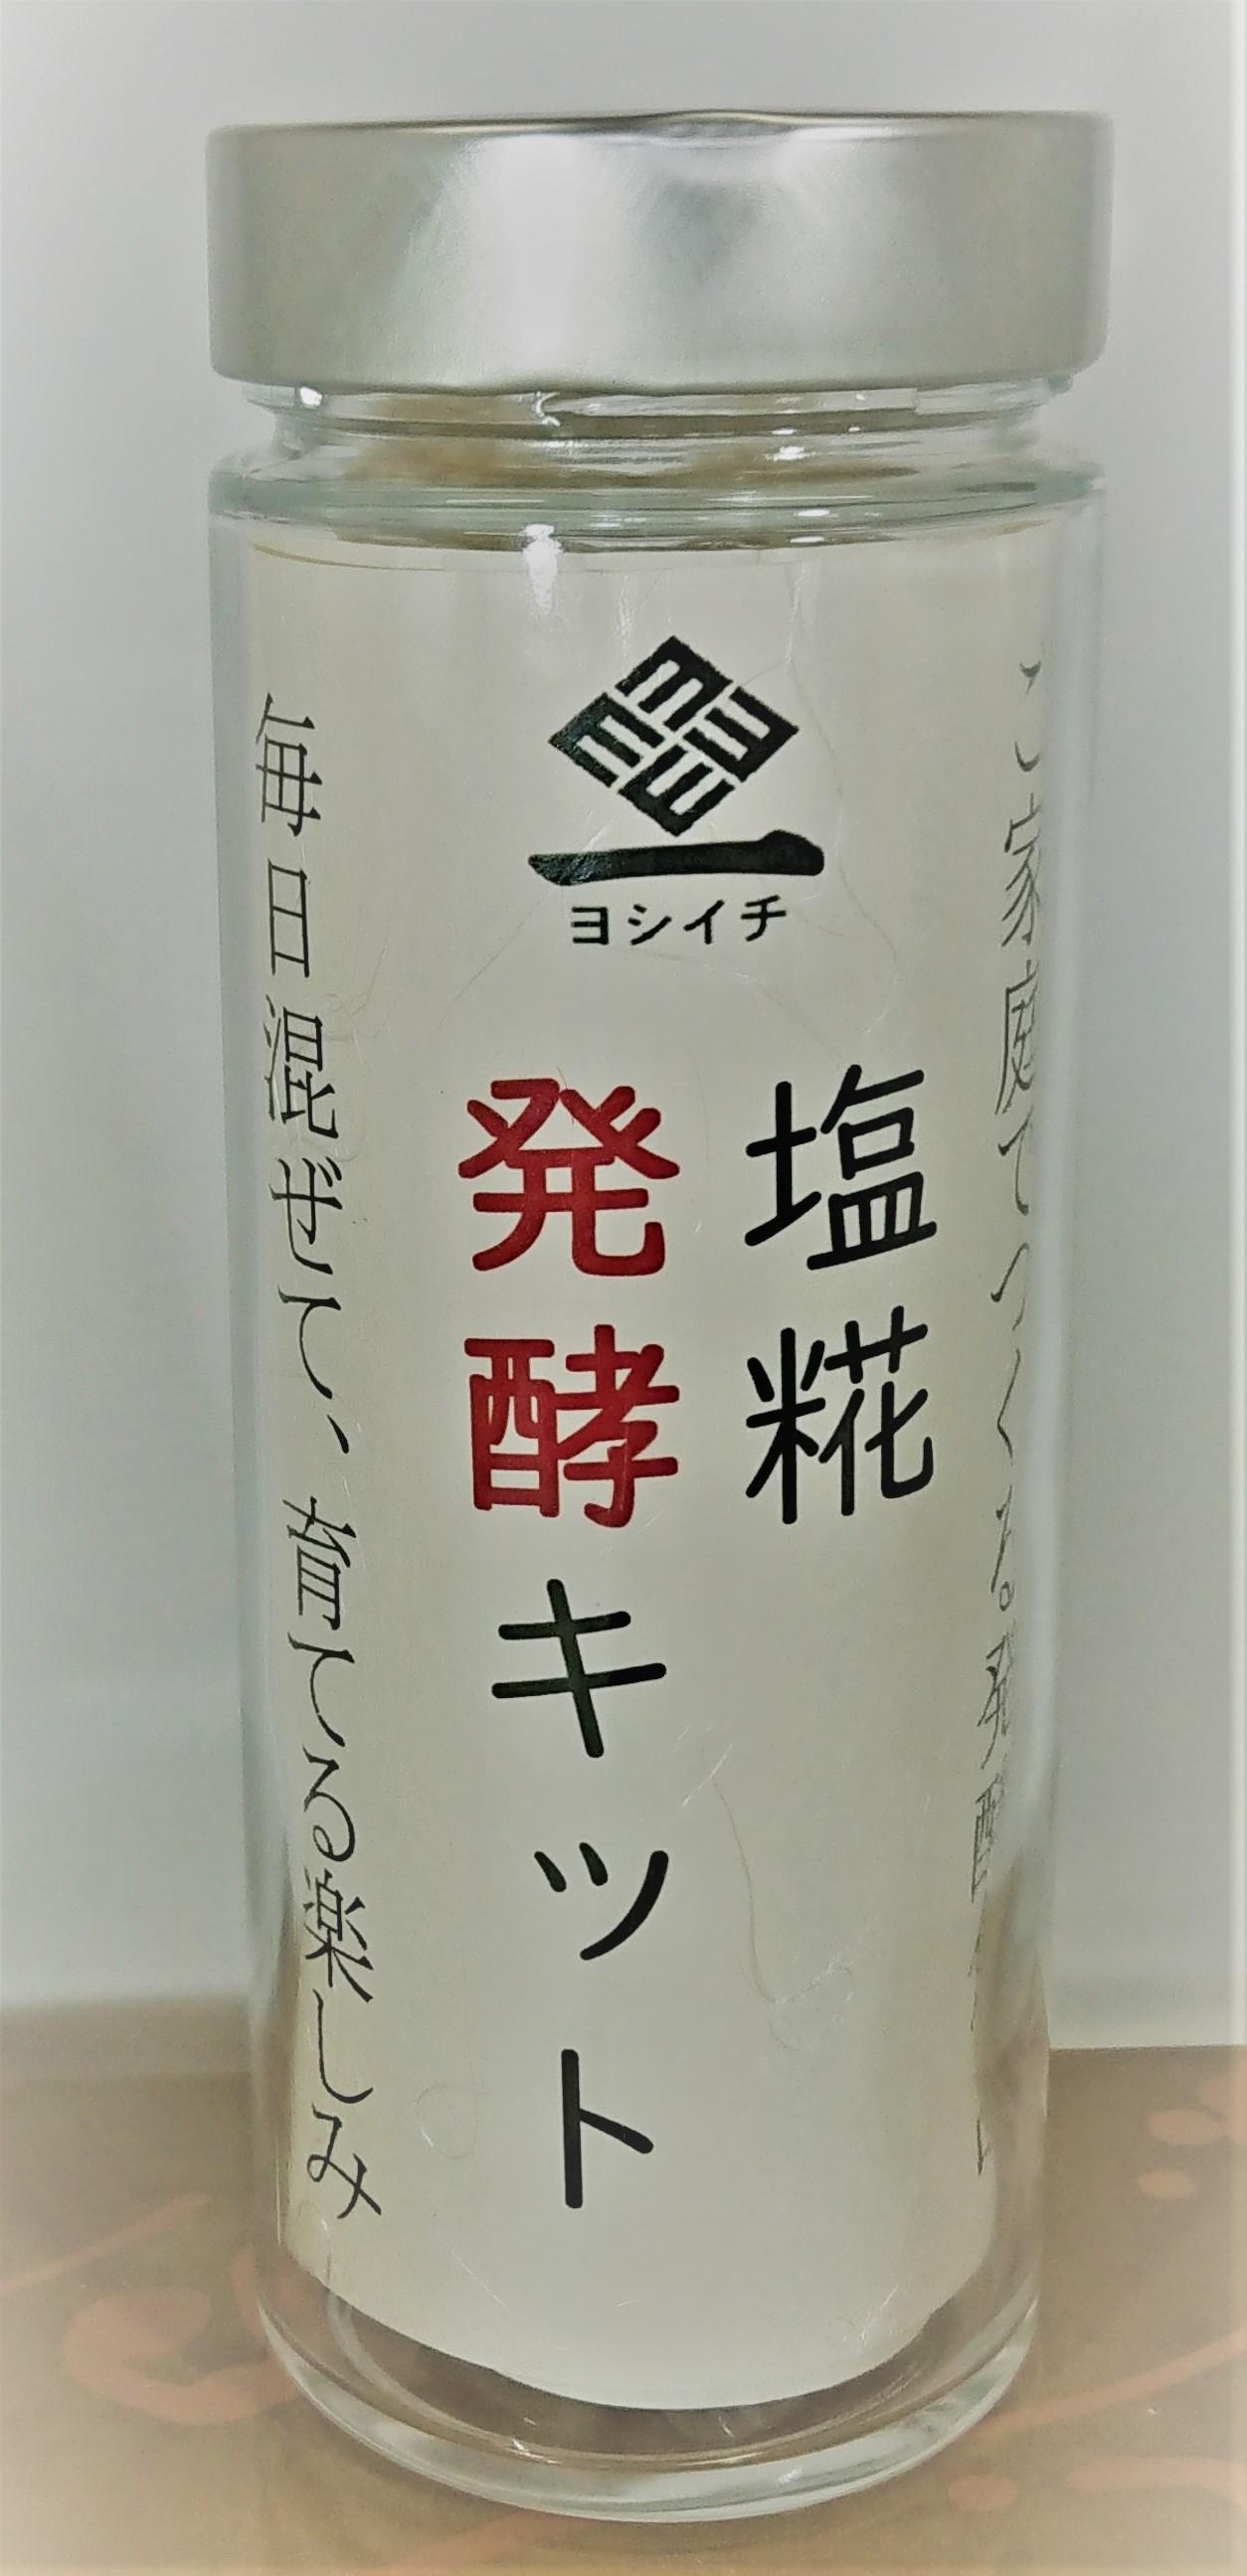 ヨシイチ
ご家庭でつくる。発酵
塩糀
発酵キット
毎日混ぜて、育てる楽しみ